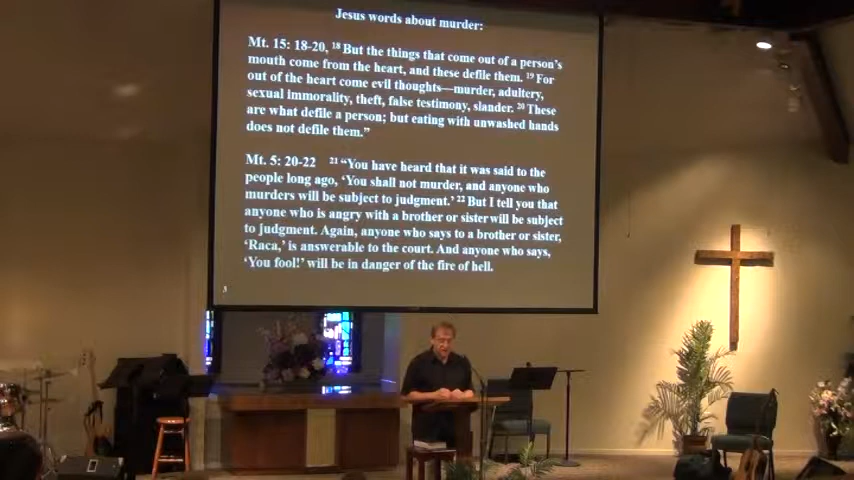 Jesus words about murder:
Mt. 15: 18-20, 18 But the things that come out of a person's
mouth come from the heart, and these defile them. 19 For
out of the heart come evil thoughts—murder, adultery,
sexual immorality, theft, false testimony, slander. 20 These
are what defile a person; but eating with unwashed hands
does not defile them.”
Mt. 5: 20-22 21 “You have heard that it was said to the
people long ago, ‘You shall not murder, and anyone who
murders will be subject to judgment.’ 22 But I tell you that
anyone who is angry with a brother or sister will be subject
to judgment. Again, anyone who says to a brother or sister,
‘Raca,’ is answerable to the court. And anyone who says,
‘You fool!’ will be in danger of the fire of hell.
3